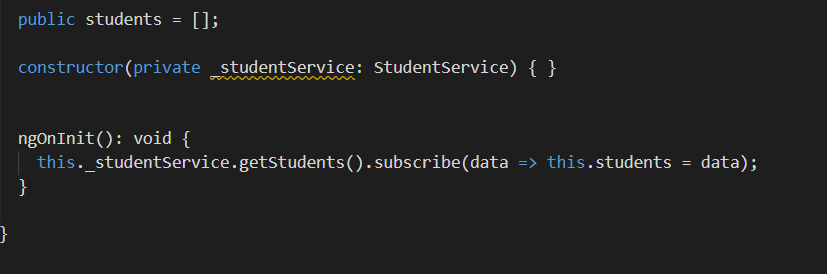 public students = [];
constructor(private _studentService: StudentService) { }
ngOnInit(): void {
this._studentService.getStudents().subscribe(data => this.students = data);
}
}